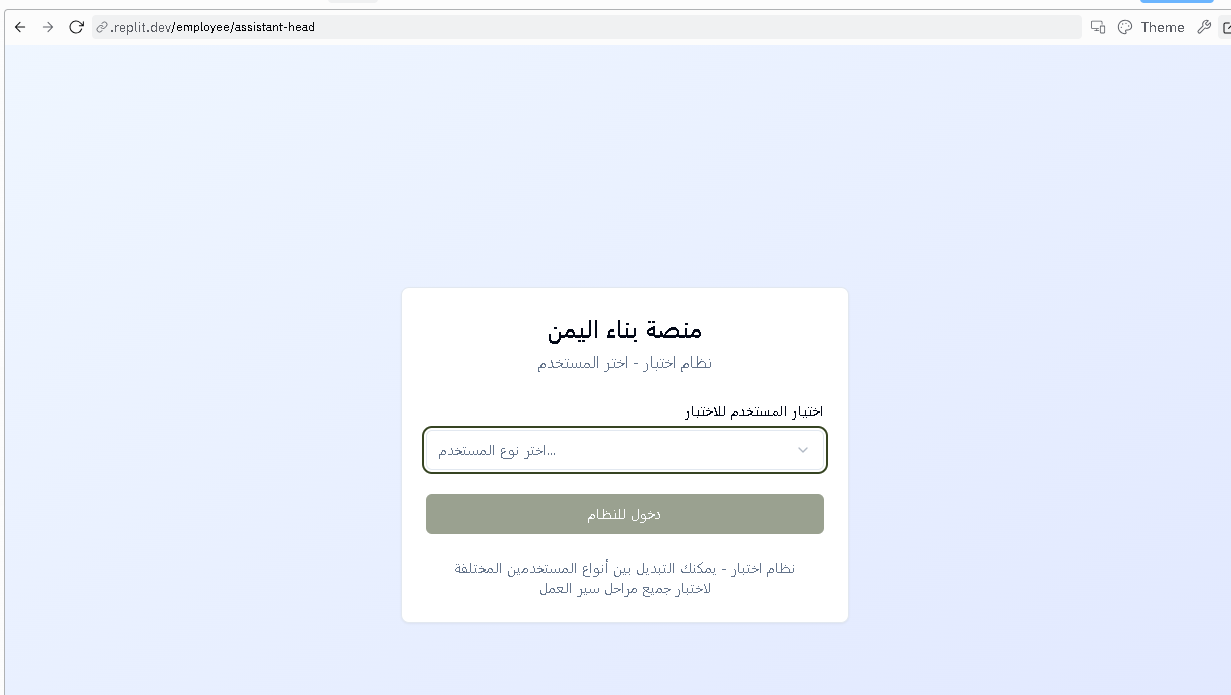 .replit.dev/employee/assistant-head
Theme
منصة بناء اليمن
نظام اختبار - اختر المستخدم
اختيار المستخدم للاختبار
اختر نوع المستخدم...
دخول للنظام
نظام اختبار - يمكنك التبديل بين أنواع المستخدمين المختلفة
لاختبار جميع مراحل سير العمل